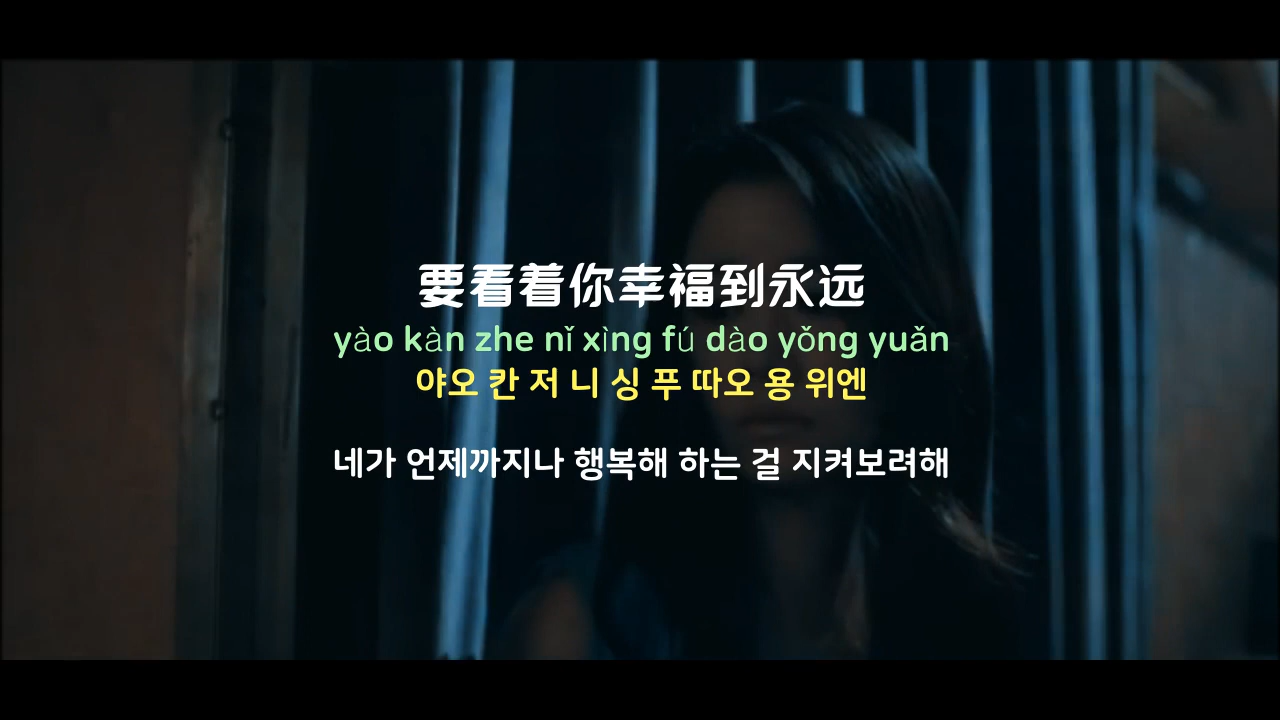 要看着你幸福到永远
yào kàn zhe nǐ xìng fú dào yǒng yuǎn
야오 칸 저 니 싱 푸 따오 용 위엔
네가 언제까지나 행복해 하는 걸 지켜보려해